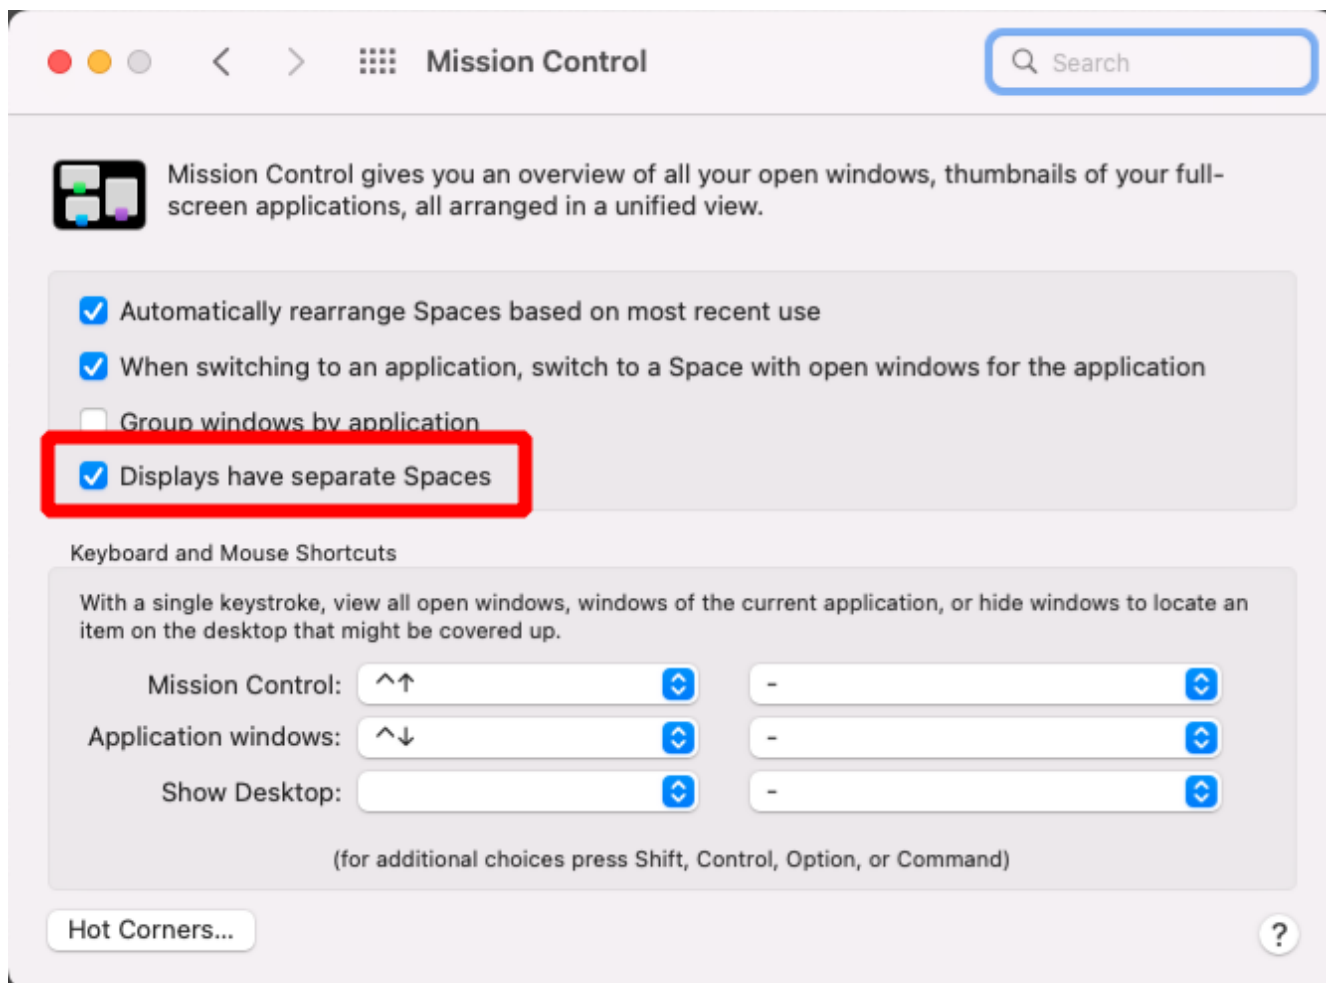 Mission Control
Search
Mission Control gives you an overview of all your open windows, thumbnails of your full-
screen applications, all arranged in a unified view.
Automatically rearrange Spaces based on most recent use
When switching to an application, switch to a Space with open windows for the application
Group windows by application
Displays have separate Spaces
Keyboard and Mouse Shortcuts
With a single keystroke, view all open windows, windows of the current application, or hide windows to locate an
item on the desktop that might be covered up.
Mission Control: ^↑ -
Application windows: ^↓ -
Show Desktop: -
(for additional choices press Shift, Control, Option, or Command)
Hot Corners... ?